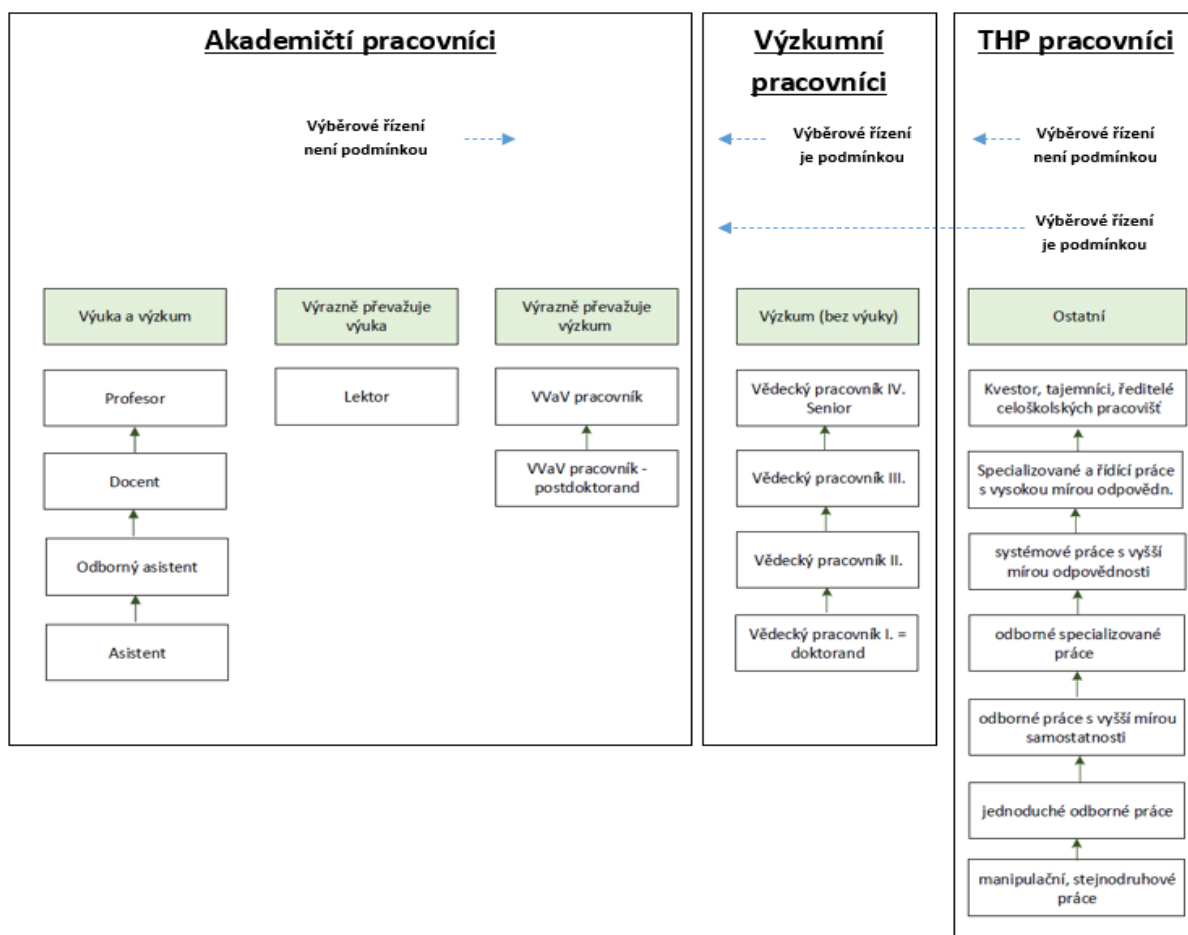 Akademičtí pracovníci
Výběrové řízení
není podmínkou
Výuka a výzkum
Profesor
Docent
Odborný asistent
Asistent
Výrazně převažuje
výuka
Lektor
Výrazně převažuje
výzkum
VVaV pracovník
VVaV pracovník -
postdoktorand
Výzkumní
pracovníci
Výběrové řízení
je podmínkou
Výzkum (bez výuky)
Vědecký pracovník IV.
Senior
Vědecký pracovník III.
Vědecký pracovník II.
Vědecký pracovník I. =
doktorand
THP pracovníci
Výběrové řízení
není podmínkou
Výběrové řízení
je podmínkou
Ostatní
Kvestor, tajemníci, ředitelé
celoškolských pracovišť
Specializované a řídící práce
s vysokou mírou odpovědn.
systémové práce s vyšší
mírou odpovědnosti
odborné specializované
práce
odborné práce s vyšší mírou
samostatnosti
jednoduché odborné práce
manipulační, stejnodruhové
práce